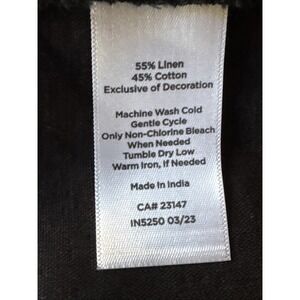 55% Linen
45% Cotton
Exclusive of Decoration
Machine Wash Cold
Gentle Cycle
Only Non-Chlorine Bleach
When Needed
Tumble Dry Low
Warm Iron, if Needed
Made in India
CA# 23147
IN5250 03/23